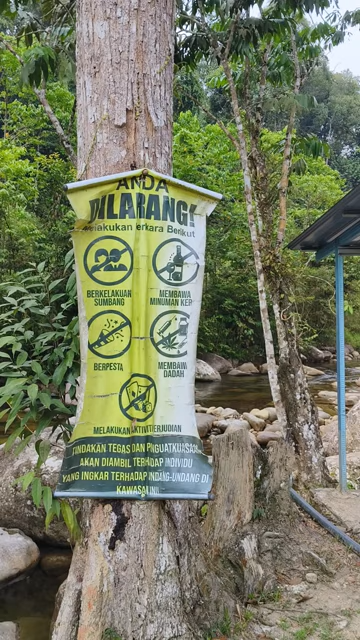 ANDA
DILARANG!
Melakukan Perkara Berikut
BERKELAKUAN
SUMBANG
MEMBAWA
MINUMAN KER
BERPESTA
MEMBAWA
DADAH
MELAKUKAN AKTIVITI PERJUDIAN
TINDAKAN TEGAS DAN PENGUATKUASAAN
AKAN DIAMBIL TERHADAP INDIVIDU
YANG INGKAR TERHADAP UNDANG-UNDANG DI
KAWASAN INI